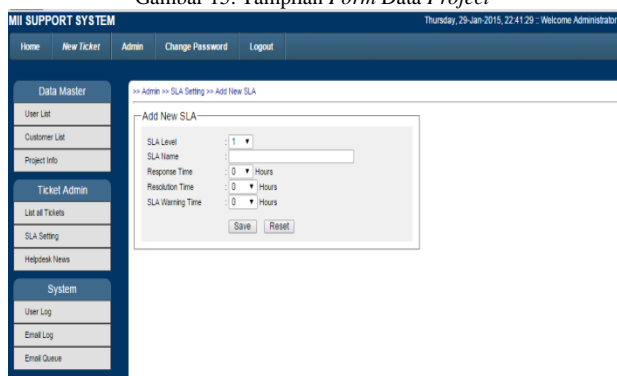 Gambar 13. Tampilan Form Data Project
MII SUPPORT SYSTEM
Thursday, 29-Jan-2015, 22:41:29 :: Welcome Administrator
Home New Ticket Admin Change Password Logout
Data Master
User List
Customer List
Project Info
Ticket Admin
List all Tickets
SLA Setting
Helpdesk News
System
User Log
Email Log
Email Queue
>> Admin >> SLA Setting >> Add New SLA
Add New SLA
SLA Level : 1
SLA Name :
Response Time : 0 Hours
Resolution Time : 0 Hours
SLA Warning Time : 0 Hours
Save Reset